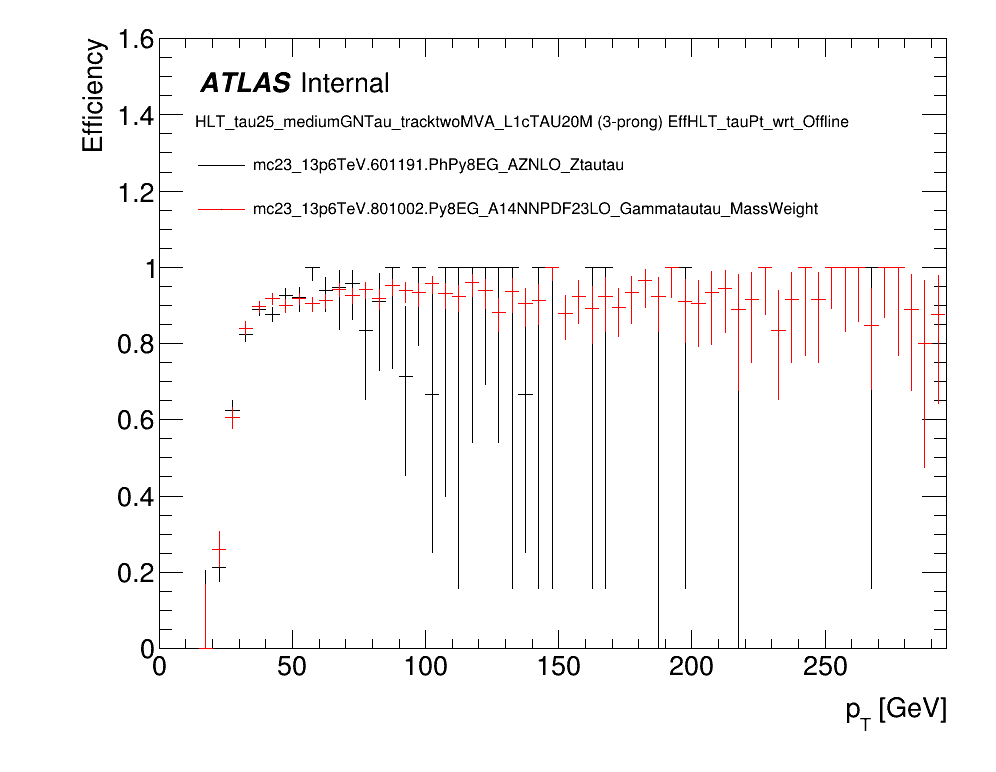 1.6
Efficiency
ATLAS Internal
1.4
HLT_tau25_mediumGNTau_tracktwoMVA_L1cTAU20M (3-prong) EffHLT_tauPt_wrt_Offline
mc23_13p6TeV.601191.PhPy8EG_AZNLO_Ztautau
1.2
mc23_13p6TeV.801002.Py8EG_A14NNPDF23LO_Gammatautau_MassWeight
1
0.8
0.6
0.4
0.2
0
0 50 100 150 200 250
p_T [GeV]